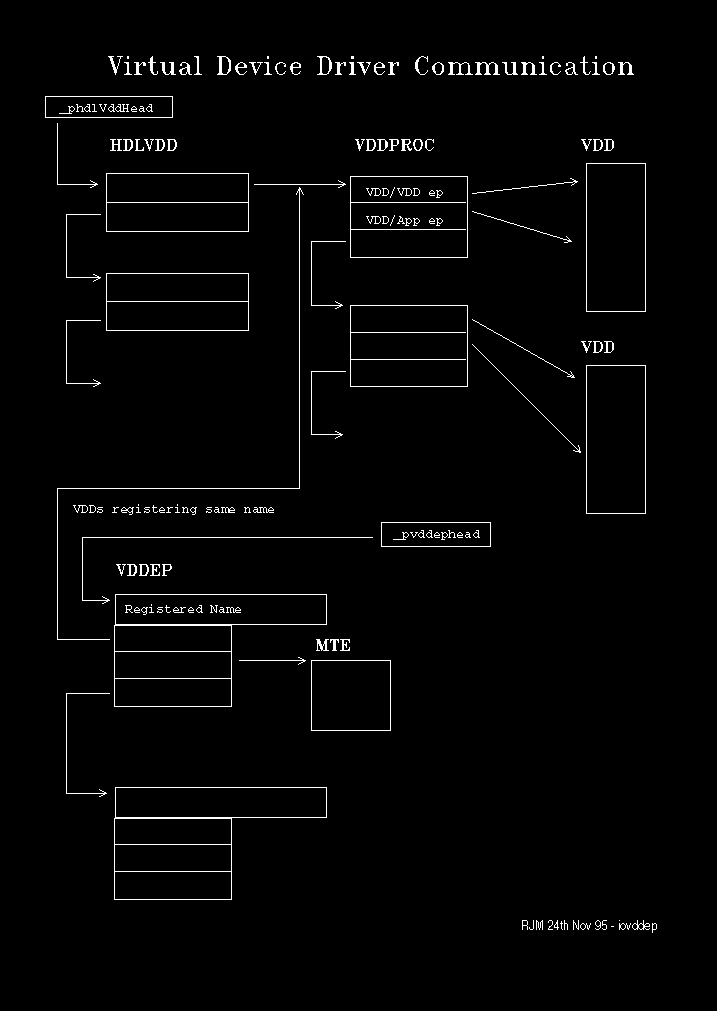 Virtual Device Driver Communication
_phdlVddHead
HDLVDD
VDDPROC
VDD
VDD/VDD ep
VDD/App ep
VDD
VDDs registering same name
_pvddephead
VDDEP
Registered Name
MTE
RJM 24th Nov 95 - iovddep